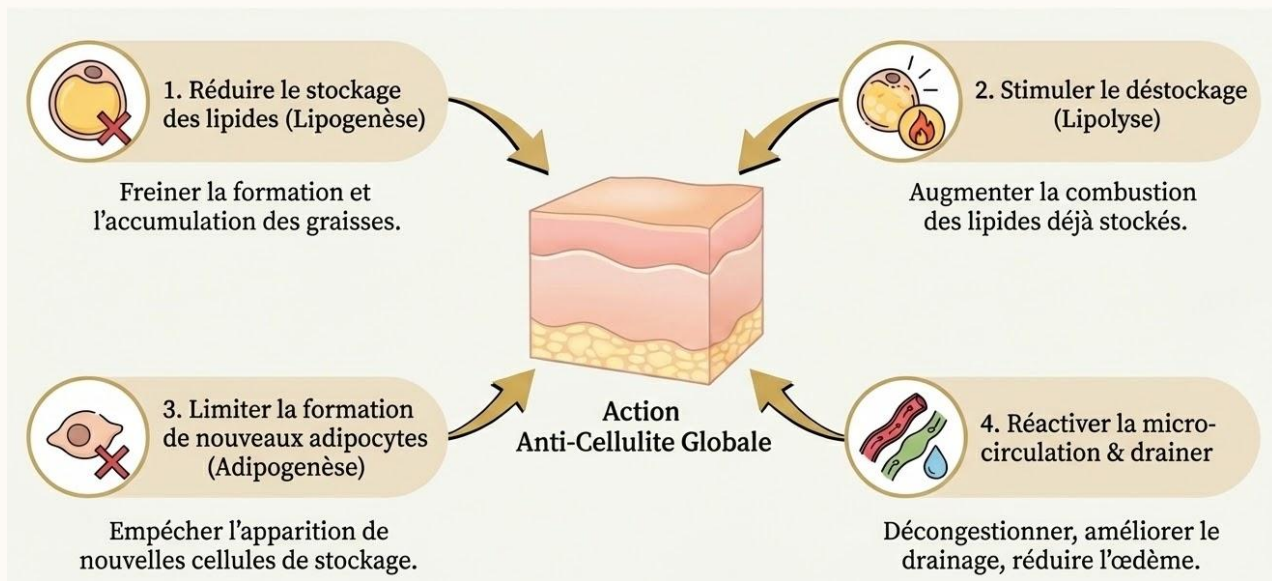 1. Réduire le stockage
des lipides (Lipogenèse)
Freiner la formation et
l’accumulation des graisses.
2. Stimuler le déstockage
(Lipolyse)
Augmenter la combustion
des lipides déjà stockés.
3. Limiter la formation
de nouveaux adipocytes
(Adipogenèse)
Empécher l’apparition de
nouvelles cellules de stockage.
Action
Anti-Cellulite Globale
4. Réactiver la micro-
circulation & drainer
Décongestionner, améliorer le
drainage, réduire l’œdème.